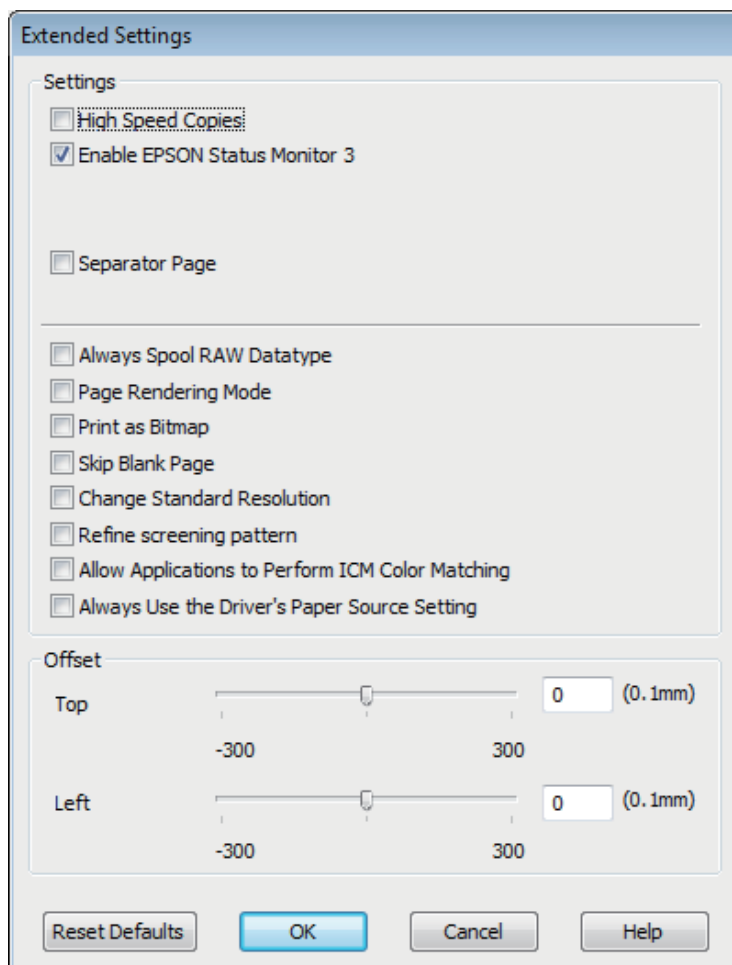 Extended Settings
Settings
High Speed Copies
Enable EPSON Status Monitor 3
Separator Page
Always Spool RAW Datatype
Page Rendering Mode
Print as Bitmap
Skip Blank Page
Change Standard Resolution
Refine screening pattern
Allow Applications to Perform ICM Color Matching
Always Use the Driver's Paper Source Setting
Offset
Top 0 (0.1mm)
-300 300
Left 0 (0.1mm)
-300 300
Reset Defaults OK Cancel Help